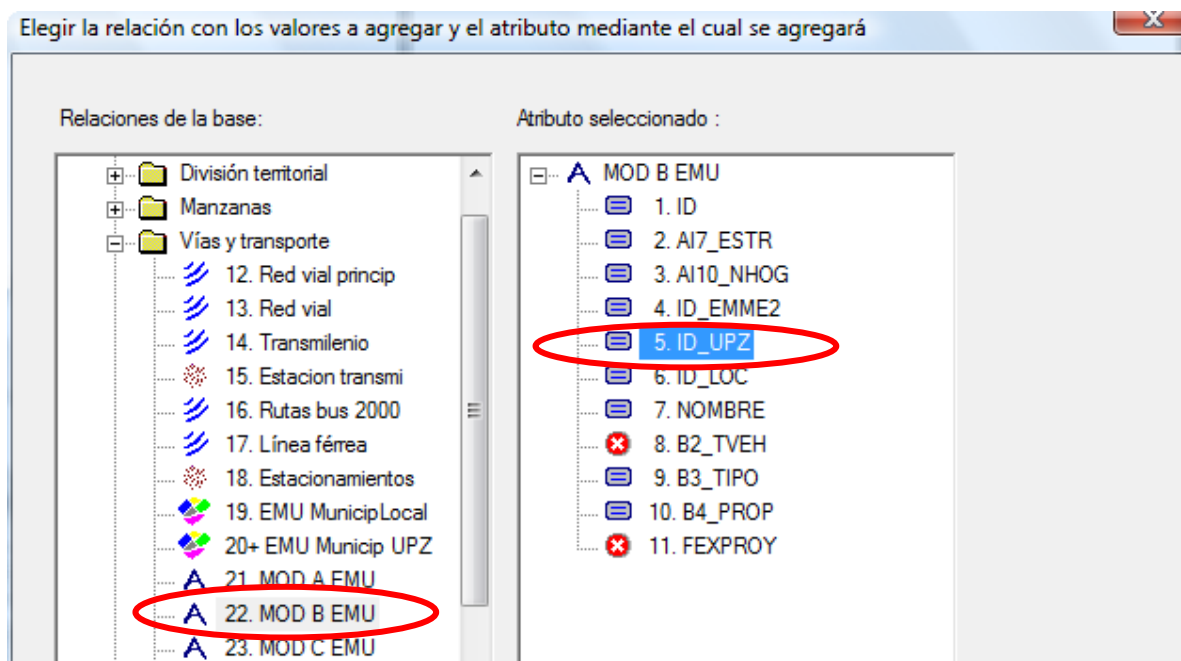 Elegir la relación con los valores a agregar y el atributo mediante el cual se agregará
Relaciones de la base:
División territorial
Manzanas
Vías y transporte
12. Red vial princip
13. Red vial
14. Transmilenio
15. Estacion transmi
16. Rutas bus 2000
17. Línea férrea
18. Estacionamientos
19. EMU MunicipLocal
20+ EMU Municip UPZ
21. MOD A EMU
22. MOD B EMU
23. MOD C EMU
Atributo seleccionado :
MOD B EMU
1. ID
2. AI7_ESTR
3. AI10_NHOG
4. ID_EMME2
5. ID_UPZ
6. ID_LOC
7. NOMBRE
8. B2_TVEH
9. B3_TIPO
10. B4_PROP
11. FEXPROY